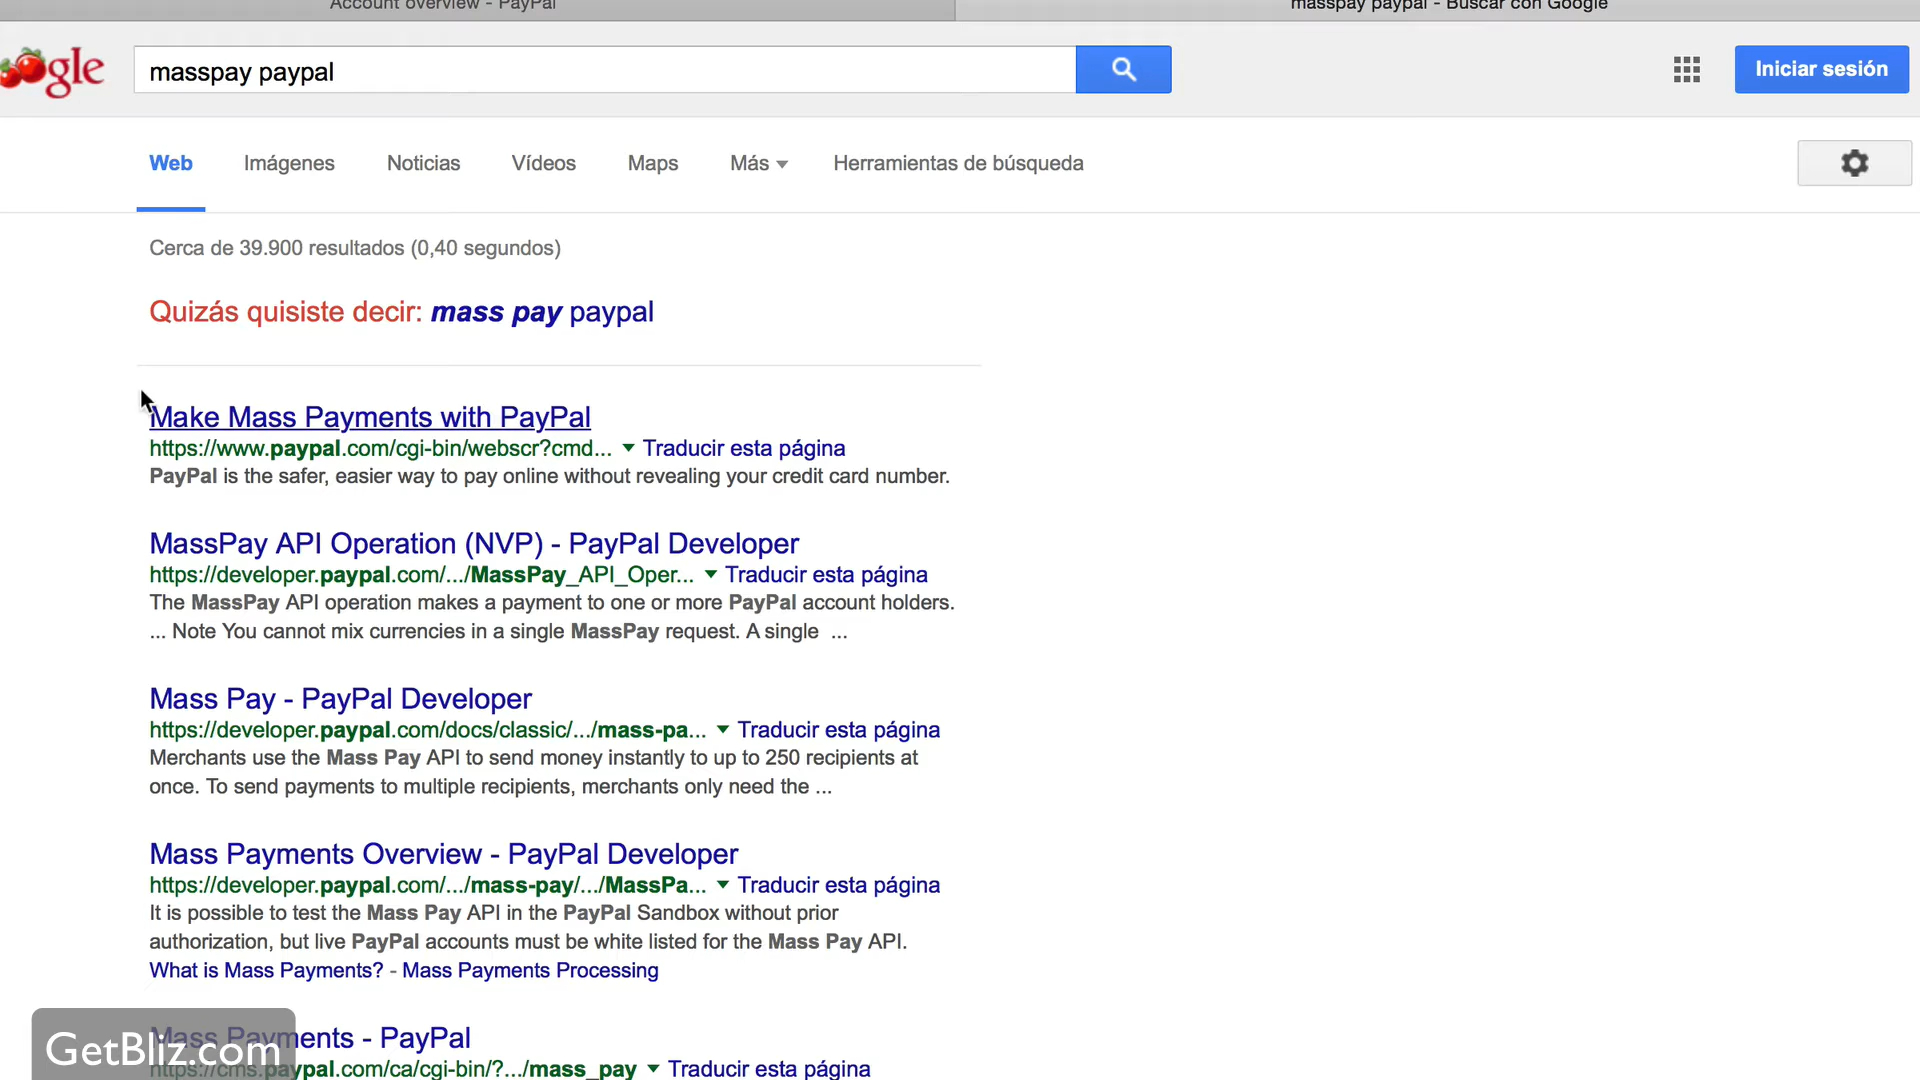 Account overview - PayPal
masspay paypal - Buscar con Google
gle
masspay paypal
Iniciar sesión
Web Imágenes Noticias Vídeos Maps Más Herramientas de búsqueda
Cerca de 39.900 resultados (0,40 segundos)
Quizás quisiste decir: mass pay paypal
Make Mass Payments with PayPal
https://www.paypal.com/cgi-bin/webscr?cmd... Traducir esta página
PayPal is the safer, easier way to pay online without revealing your credit card number.
MassPay API Operation (NVP) - PayPal Developer
https://developer.paypal.com/.../MassPay_API_Oper... Traducir esta página
The MassPay API operation makes a payment to one or more PayPal account holders.
... Note You cannot mix currencies in a single MassPay request. A single ...
Mass Pay - PayPal Developer
https://developer.paypal.com/docs/classic/.../mass-pa... Traducir esta página
Merchants use the Mass Pay API to send money instantly to up to 250 recipients at
once. To send payments to multiple recipients, merchants only need the ...
Mass Payments Overview - PayPal Developer
https://developer.paypal.com/.../mass-pay/.../MassPa... Traducir esta página
It is possible to test the Mass Pay API in the PayPal Sandbox without prior
authorization, but live PayPal accounts must be white listed for the Mass Pay API.
What is Mass Payments? - Mass Payments Processing
Mass Payments - PayPal
https://cms.paypal.com/ca/cgi-bin/?.../mass_pay Traducir esta página
GetBliz.com